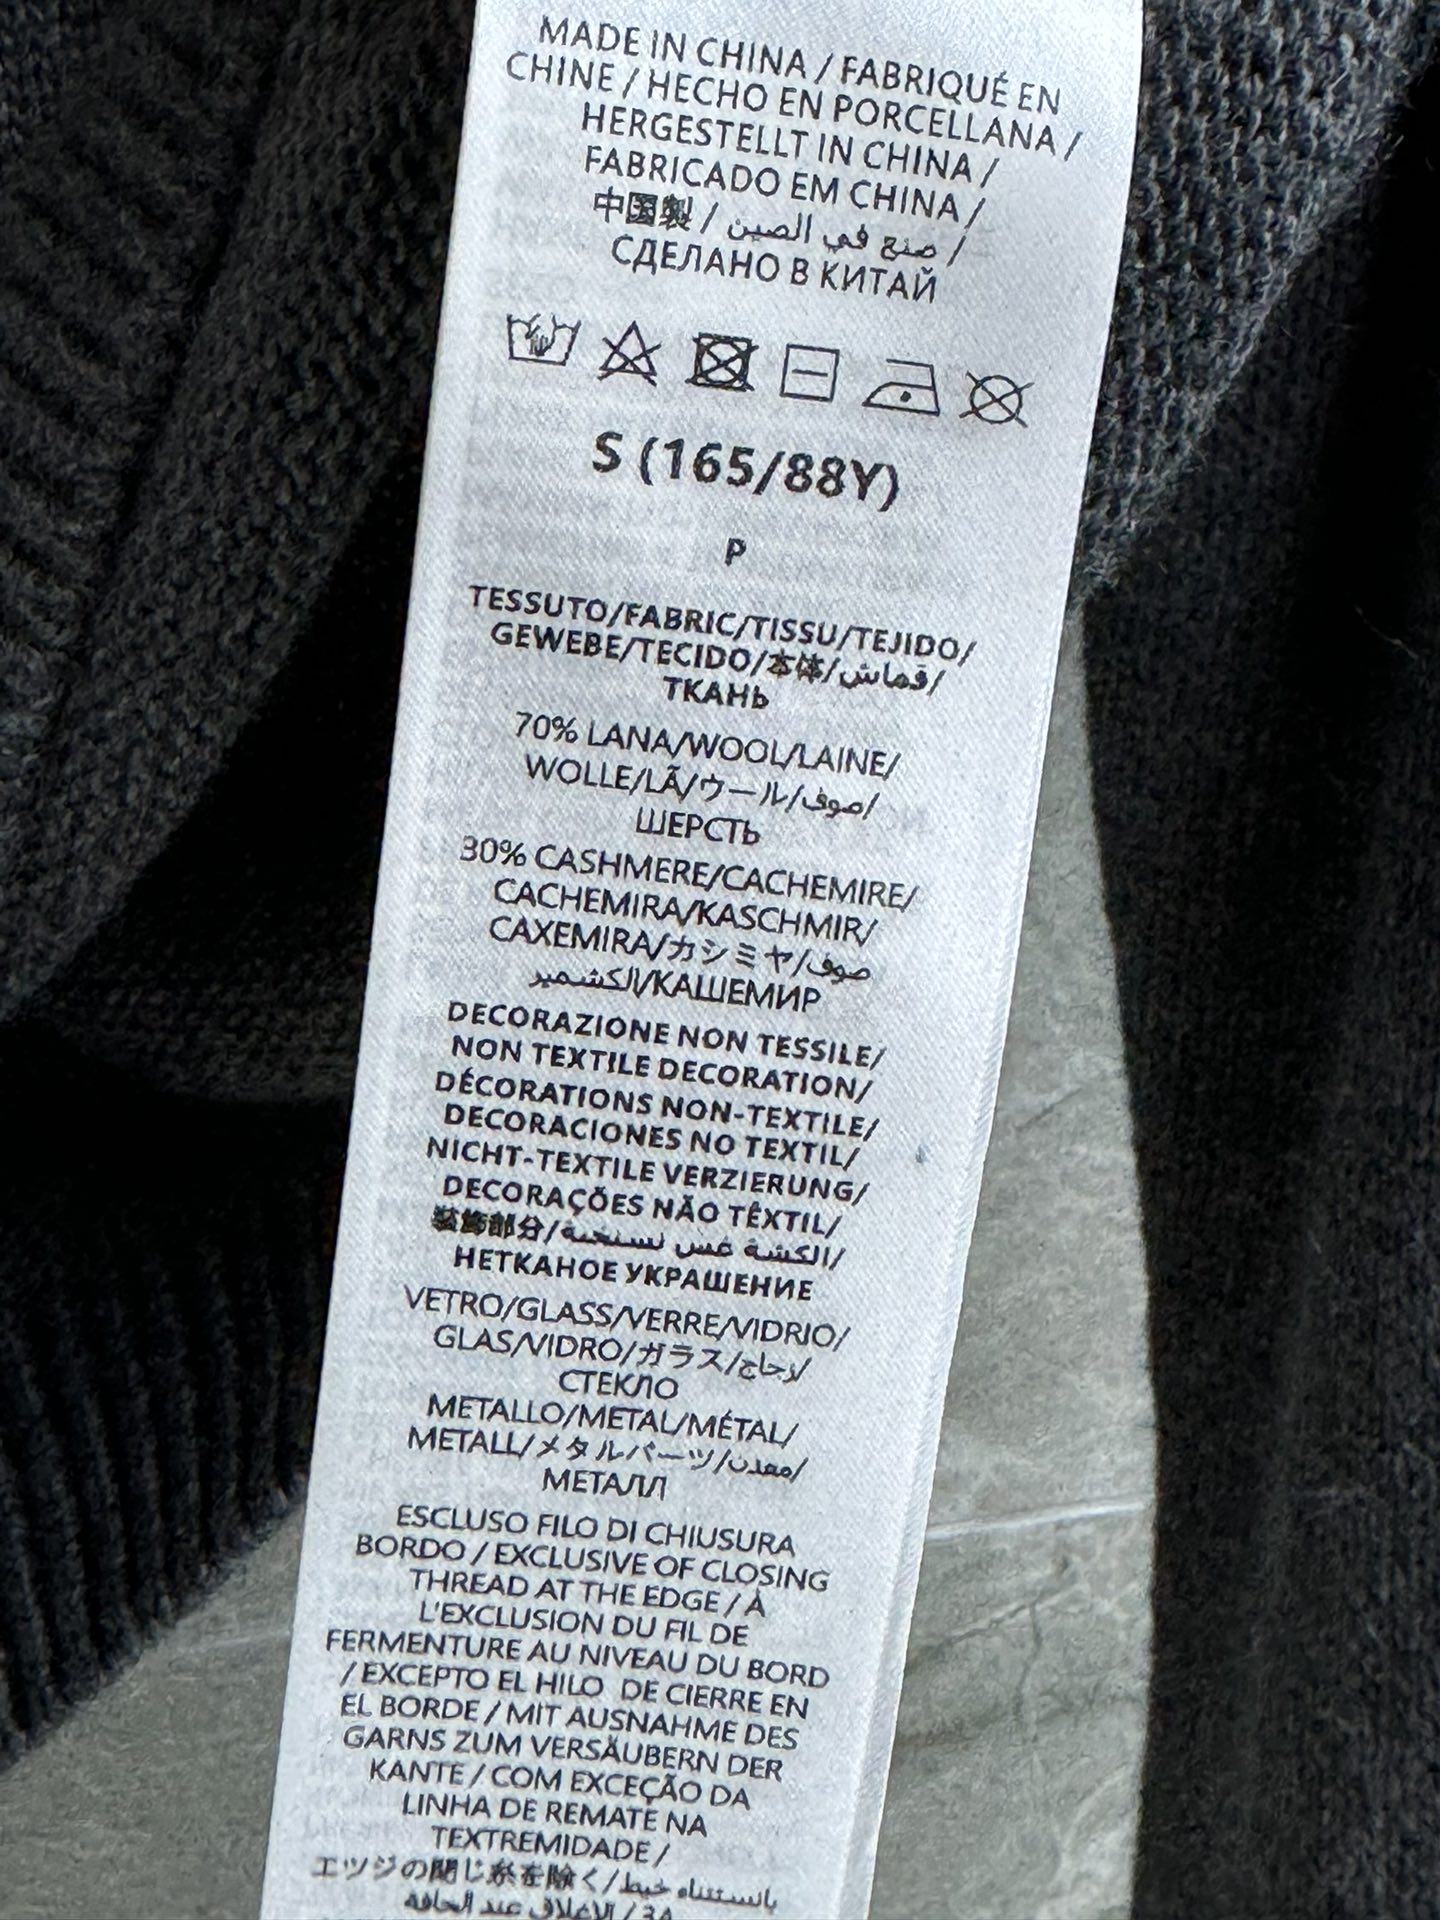 MADE IN CHINA / FABRIQUÉ EN
CHINE / HECHO EN PORCELLANA /
HERGESTELLT IN CHINA /
FABRICADO EM CHINA /
中国製 / صنع في الصين /
СДЕЛАНО В КИТАЙ
S (165/88Y)
P
TESSUTO/FABRIC/TISSU/TEJIDO/
GEWEBE/TECIDO/本体/قماش/
ТКАНЬ
70% LANA/WOOL/LAINE/
WOLLE/LÃ/ウール/صوف/
ШЕРСТЬ
30% CASHMERE/CACHEMIRE/
CACHEMIRA/KASCHMIR/
CAXEMIRA/カシミヤ/صوف
الكشمير/КАШЕМИР
DECORAZIONE NON TESSILE/
NON TEXTILE DECORATION/
DÉCORATIONS NON-TEXTILE/
DECORACIONES NO TEXTIL/
NICHT-TEXTILE VERZIERUNG/
DECORAÇÕES NÃO TÊXTIL/
装飾部分/
НЕТКАНОЕ УКРАШЕНИЕ
VETRO/GLASS/VERRE/VIDRIO/
GLAS/VIDRO/ガラス/زجاج/
СТЕКЛО
METALLO/METAL/MÉTAL/
METALL/メタルパーツ/معدن/
МЕТАЛЛ
ESCLUSO FILO DI CHIUSURA
BORDO / EXCLUSIVE OF CLOSING
THREAD AT THE EDGE / À
L'EXCLUSION DU FIL DE
FERMENTURE AU NIVEAU DU BORD
/ EXCEPTO EL HILO DE CIERRE EN
EL BORDE / MIT AUSNAHME DES
GARNS ZUM VERSÄUBERN DER
KANTE / COM EXCEÇÃO DA
LINHA DE REMATE NA
TEXTREMIDADE /
エツジの閉じ糸を除く/باستثناء خيط
الاغلاق عند الحافه / ЗА